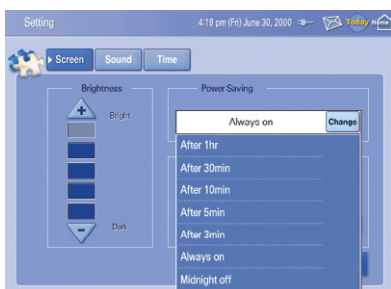 Setting 4:19 pm (Fri) June 30, 2000 Today Home
Screen Sound Time
Brightness Power Saving
+ Bright
Always on Change
After 1hr
After 30min
After 10min
After 5min
After 3min
- Dark
Always on
Midnight off